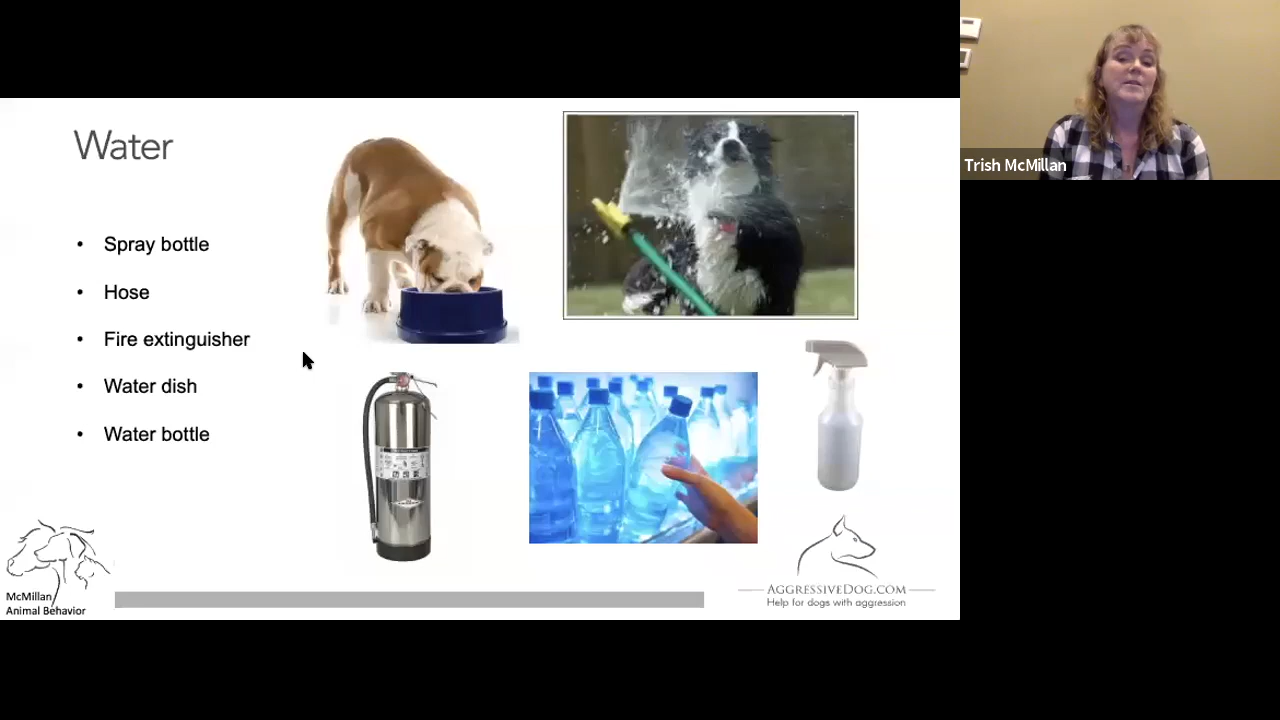 Water
• Spray bottle
• Hose
• Fire extinguisher
• Water dish
• Water bottle
McMillan
Animal Behavior
AGGRESSIVEDOG.COM
Help for dogs with aggression
Trish McMillan